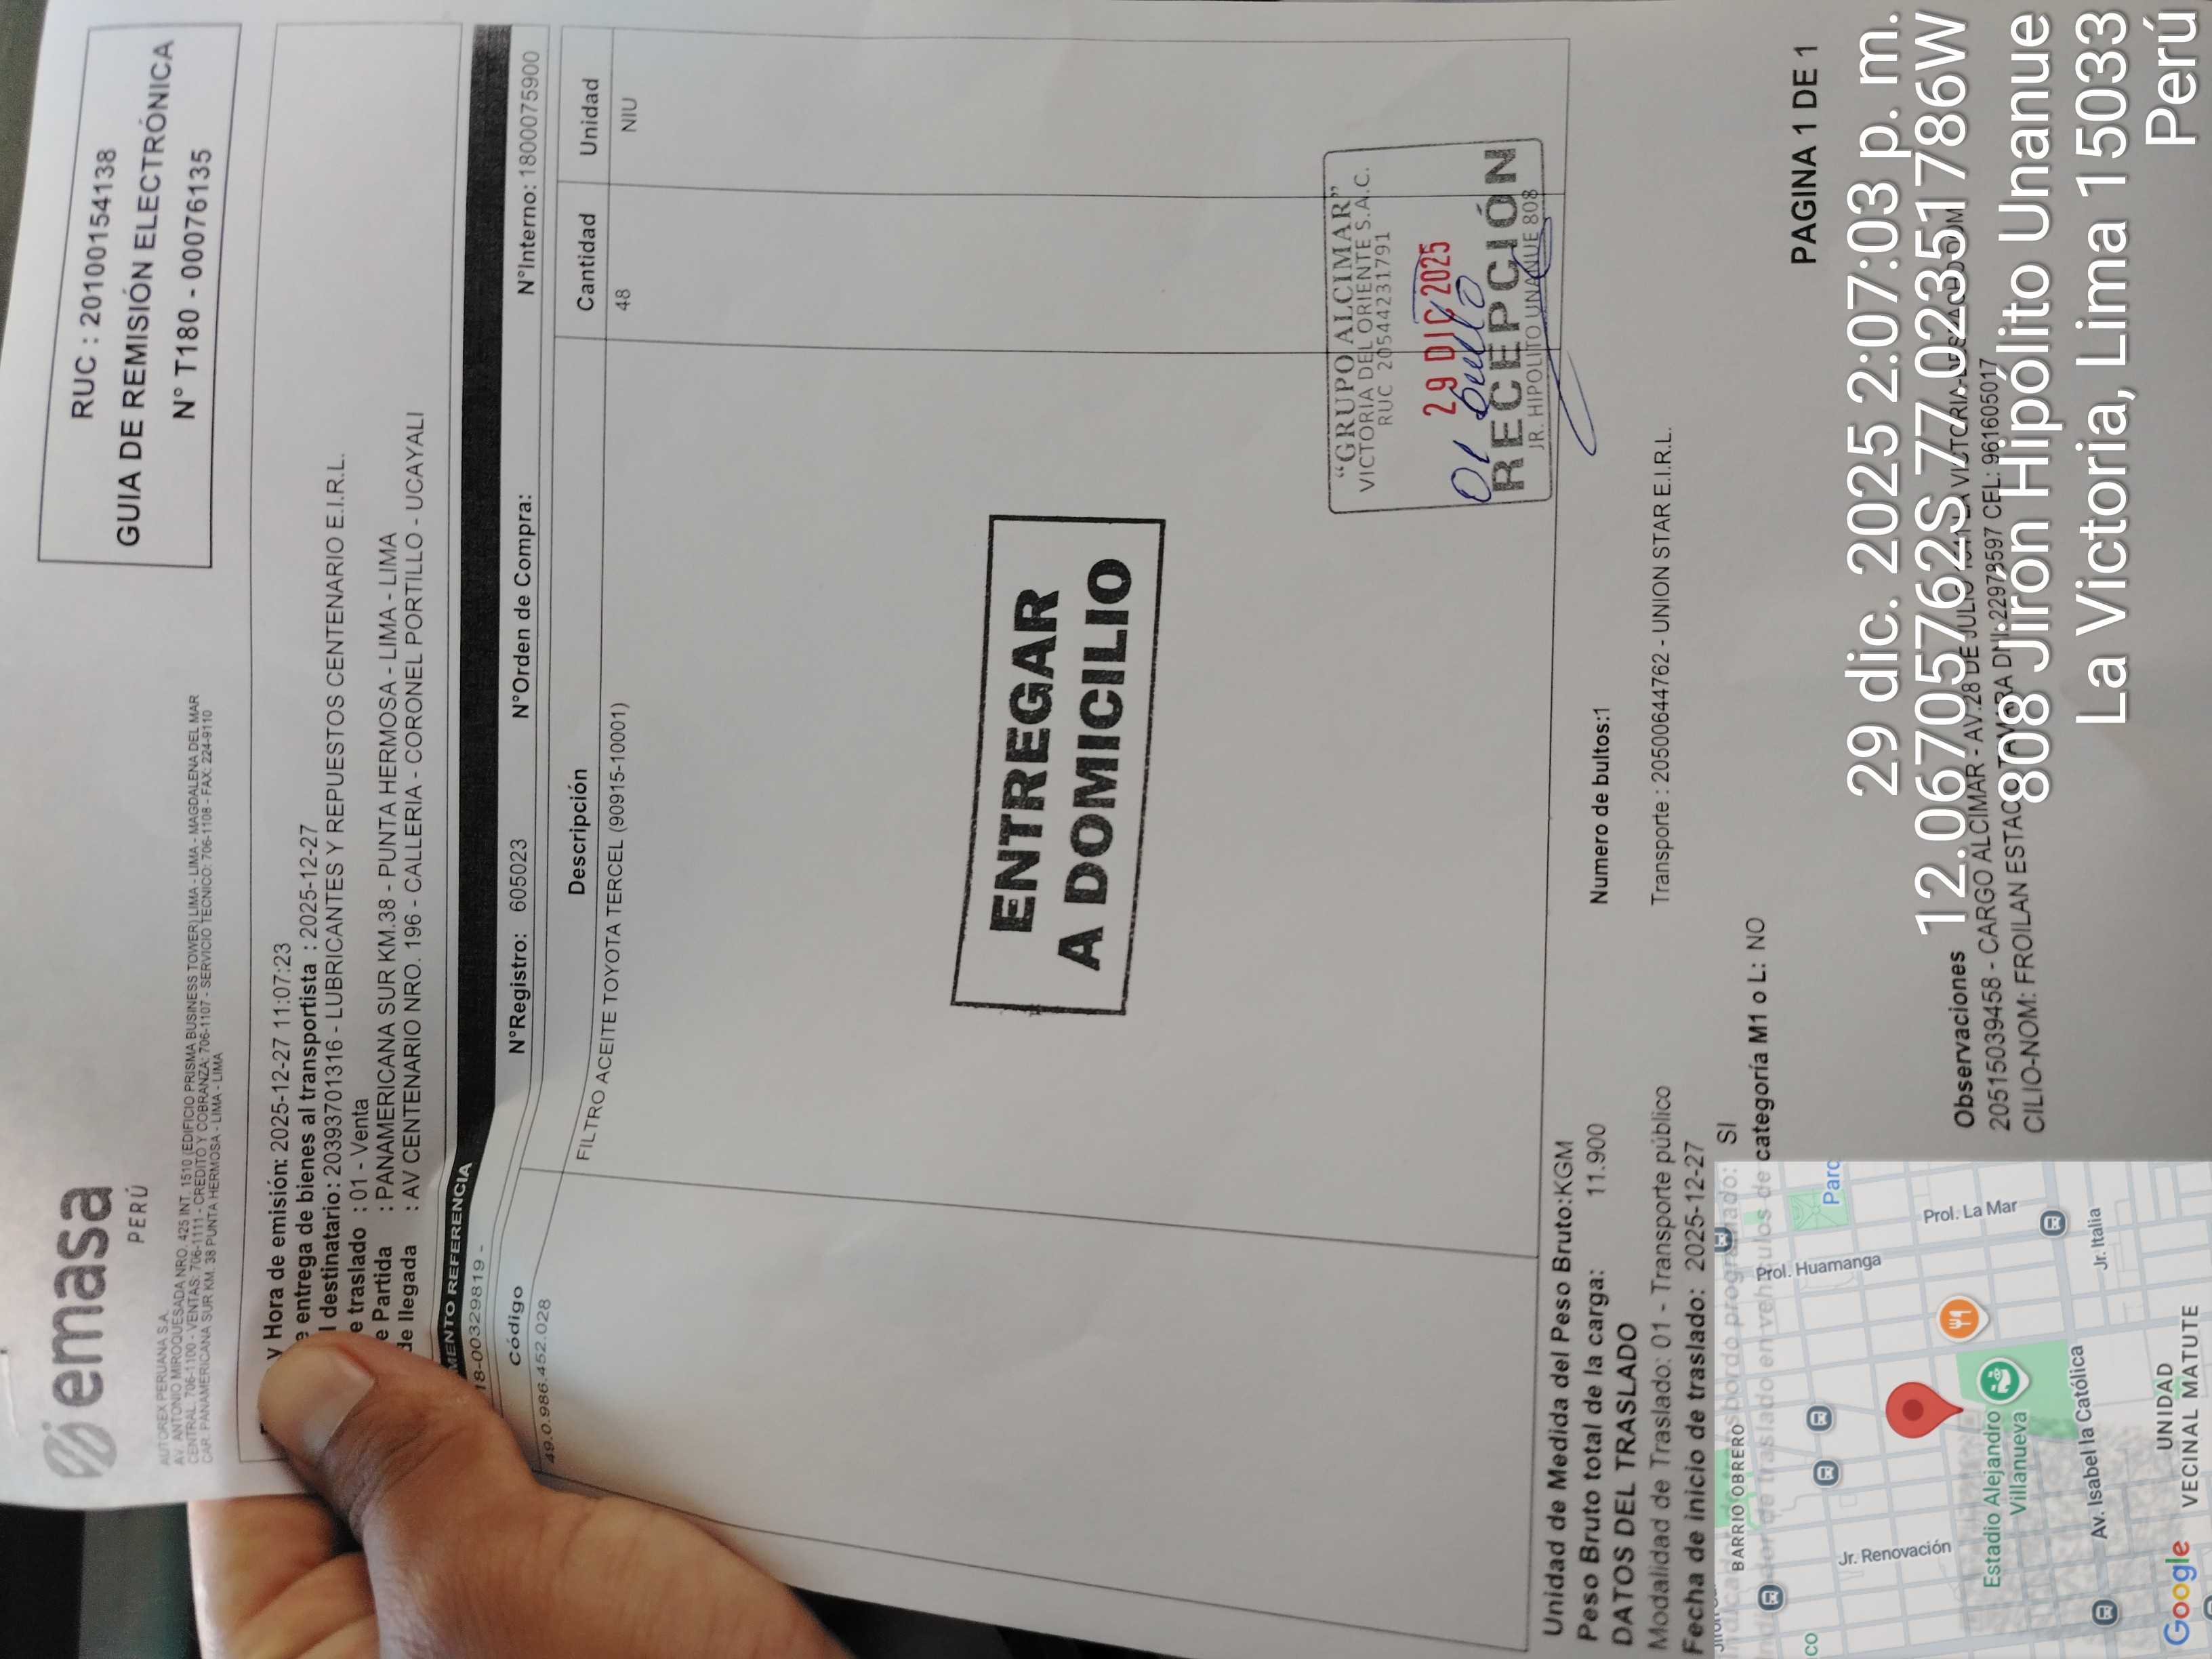 emasa
PERÚ
AUTOREX PERUANA S.A.
AV. ANTONIO MIROQUESADA NRO. 425 INT. 1510 (EDIFICIO PRISMA BUSINESS TOWER) LIMA - LIMA - MAGDALENA DEL MAR
CENTRAL: 706-1100 - VENTAS: 706-1111 - CREDITO Y COBRANZA: 706-1107 - SERVICIO TECNICO: 706-1108 - FAX: 224-9110
CAR. PANAMERICANA SUR KM. 38 PUNTA HERMOSA - LIMA - LIMA
RUC : 20100154138
GUIA DE REMISIÓN ELECTRÓNICA
N° T180 - 00076135
y Hora de emisión: 2025-12-27 11:07:23
e entrega de bienes al transportista : 2025-12-27
l destinatario: 20393701316 - LUBRICANTES Y REPUESTOS CENTENARIO E.I.R.L.
e traslado : 01 - Venta
e Partida : PANAMERICANA SUR KM.38 - PUNTA HERMOSA - LIMA - LIMA
de llegada : AV CENTENARIO NRO. 196 - CALLERIA - CORONEL PORTILLO - UCAYALI
MENTO REFERENCIA
18-00329819 -
N°Registro: 605023 N°Orden de Compra: N°Interno: 1800075900
Código Descripción Cantidad Unidad
49.0.986.452.028 FILTRO ACEITE TOYOTA TERCEL (90915-10001) 48 NIU
ENTREGAR
A DOMICILIO
"GRUPO ALCIMAR"
VICTORIA DEL ORIENTE S.A.C.
RUC 20544231791
29 DIC 2025
01 bulto
RECEPCIÓN
JR. HIPOLITO UNANUE 808
Unidad de Medida del Peso Bruto:KGM
Peso Bruto total de la carga: 11.900 Numero de bultos:1
DATOS DEL TRASLADO
Modalidad de Traslado: 01 - Transporte público Transporte : 20500644762 - UNION STAR E.I.R.L.
Fecha de inicio de traslado: 2025-12-27
SI
categoría M1 o L: NO
PAGINA 1 DE 1
Observaciones
20515039458 - CARGO ALCIMAR - AV.28 DE JULIO
CILIO-NOM: FROILAN ESTACIO TAMARA DNI: 22978597 CEL: 961605017
29 dic. 2025 2:07:03 p. m.
12.06705762S 77.02351786W
808 Jirón Hipólito Unanue
La Victoria, Lima 15033
Perú
BARRIO OBRERO
Prol. Huamanga
Prol. La Mar
Parc
Jr. Renovación
Estadio Alejandro
Villanueva
Jr. Italia
Av. Isabel la Católica
UNIDAD
VECINAL MATUTE
Google